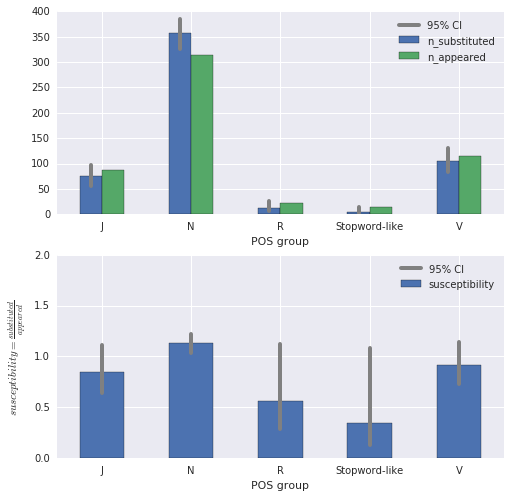 400
350
300
250
200
150
100
50
0
95% CI
n_substituted
n_appeared
J N R Stopword-like V
POS group
2.0
1.5
1.0
0.5
0.0
susceptibility = substituted/appeared
95% CI
susceptibility
J N R Stopword-like V
POS group